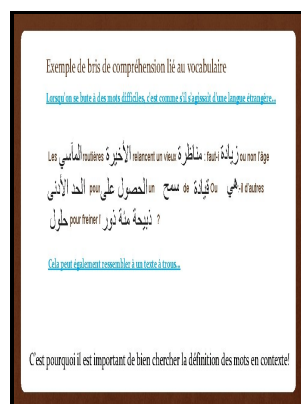 Exemple de bris de compréhension lié au vocabulaire
Lorsqu'on se bute à des mots difficiles, c'est comme s'il s'agissait d'une langue étrangère...
Les المآسي routières الأخيرة relancent un vieux مناظرة : faut-il زيادة ou non l'âge
الحد الأدنى pour الحصول على un سمح de قيادة Ou هي -il d'autres
حلول pour freiner l' ذبيحة مئة ذور ?
Cela peut également ressembler à un texte à trous...
C'est pourquoi il est important de bien chercher la définition des mots en contexte!